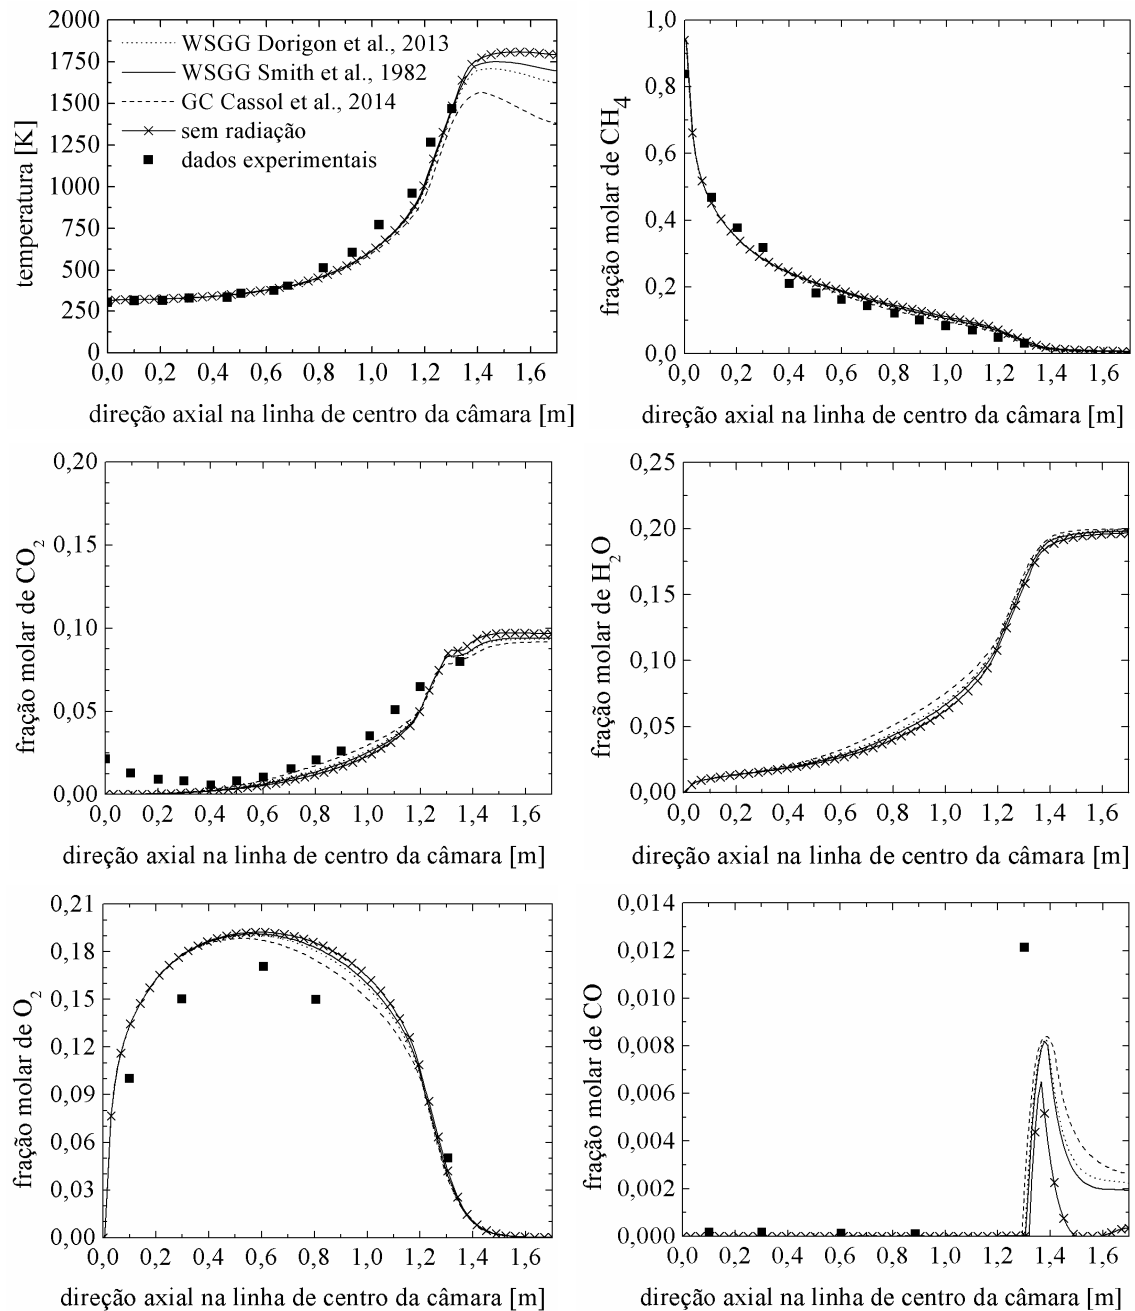 2000
1750
1500
1250
1000
750
500
250
0
temperatura [K]
WSGG Dorigon et al., 2013
WSGG Smith et al., 1982
GC Cassol et al., 2014
sem radiação
dados experimentais
0,0 0,2 0,4 0,6 0,8 1,0 1,2 1,4 1,6
direção axial na linha de centro da câmara [m]
1,0
0,8
0,6
0,4
0,2
0,0
fração molar de CH4
0,0 0,2 0,4 0,6 0,8 1,0 1,2 1,4 1,6
direção axial na linha de centro da câmara [m]
0,20
0,15
0,10
0,05
0,00
fração molar de CO2
0,0 0,2 0,4 0,6 0,8 1,0 1,2 1,4 1,6
direção axial na linha de centro da câmara [m]
0,25
0,20
0,15
0,10
0,05
0,00
fração molar de H2O
0,0 0,2 0,4 0,6 0,8 1,0 1,2 1,4 1,6
direção axial na linha de centro da câmara [m]
0,21
0,18
0,15
0,12
0,09
0,06
0,03
0,00
fração molar de O2
0,0 0,2 0,4 0,6 0,8 1,0 1,2 1,4 1,6
direção axial na linha de centro da câmara [m]
0,014
0,012
0,010
0,008
0,006
0,004
0,002
0,000
fração molar de CO
0,0 0,2 0,4 0,6 0,8 1,0 1,2 1,4 1,6
direção axial na linha de centro da câmara [m]